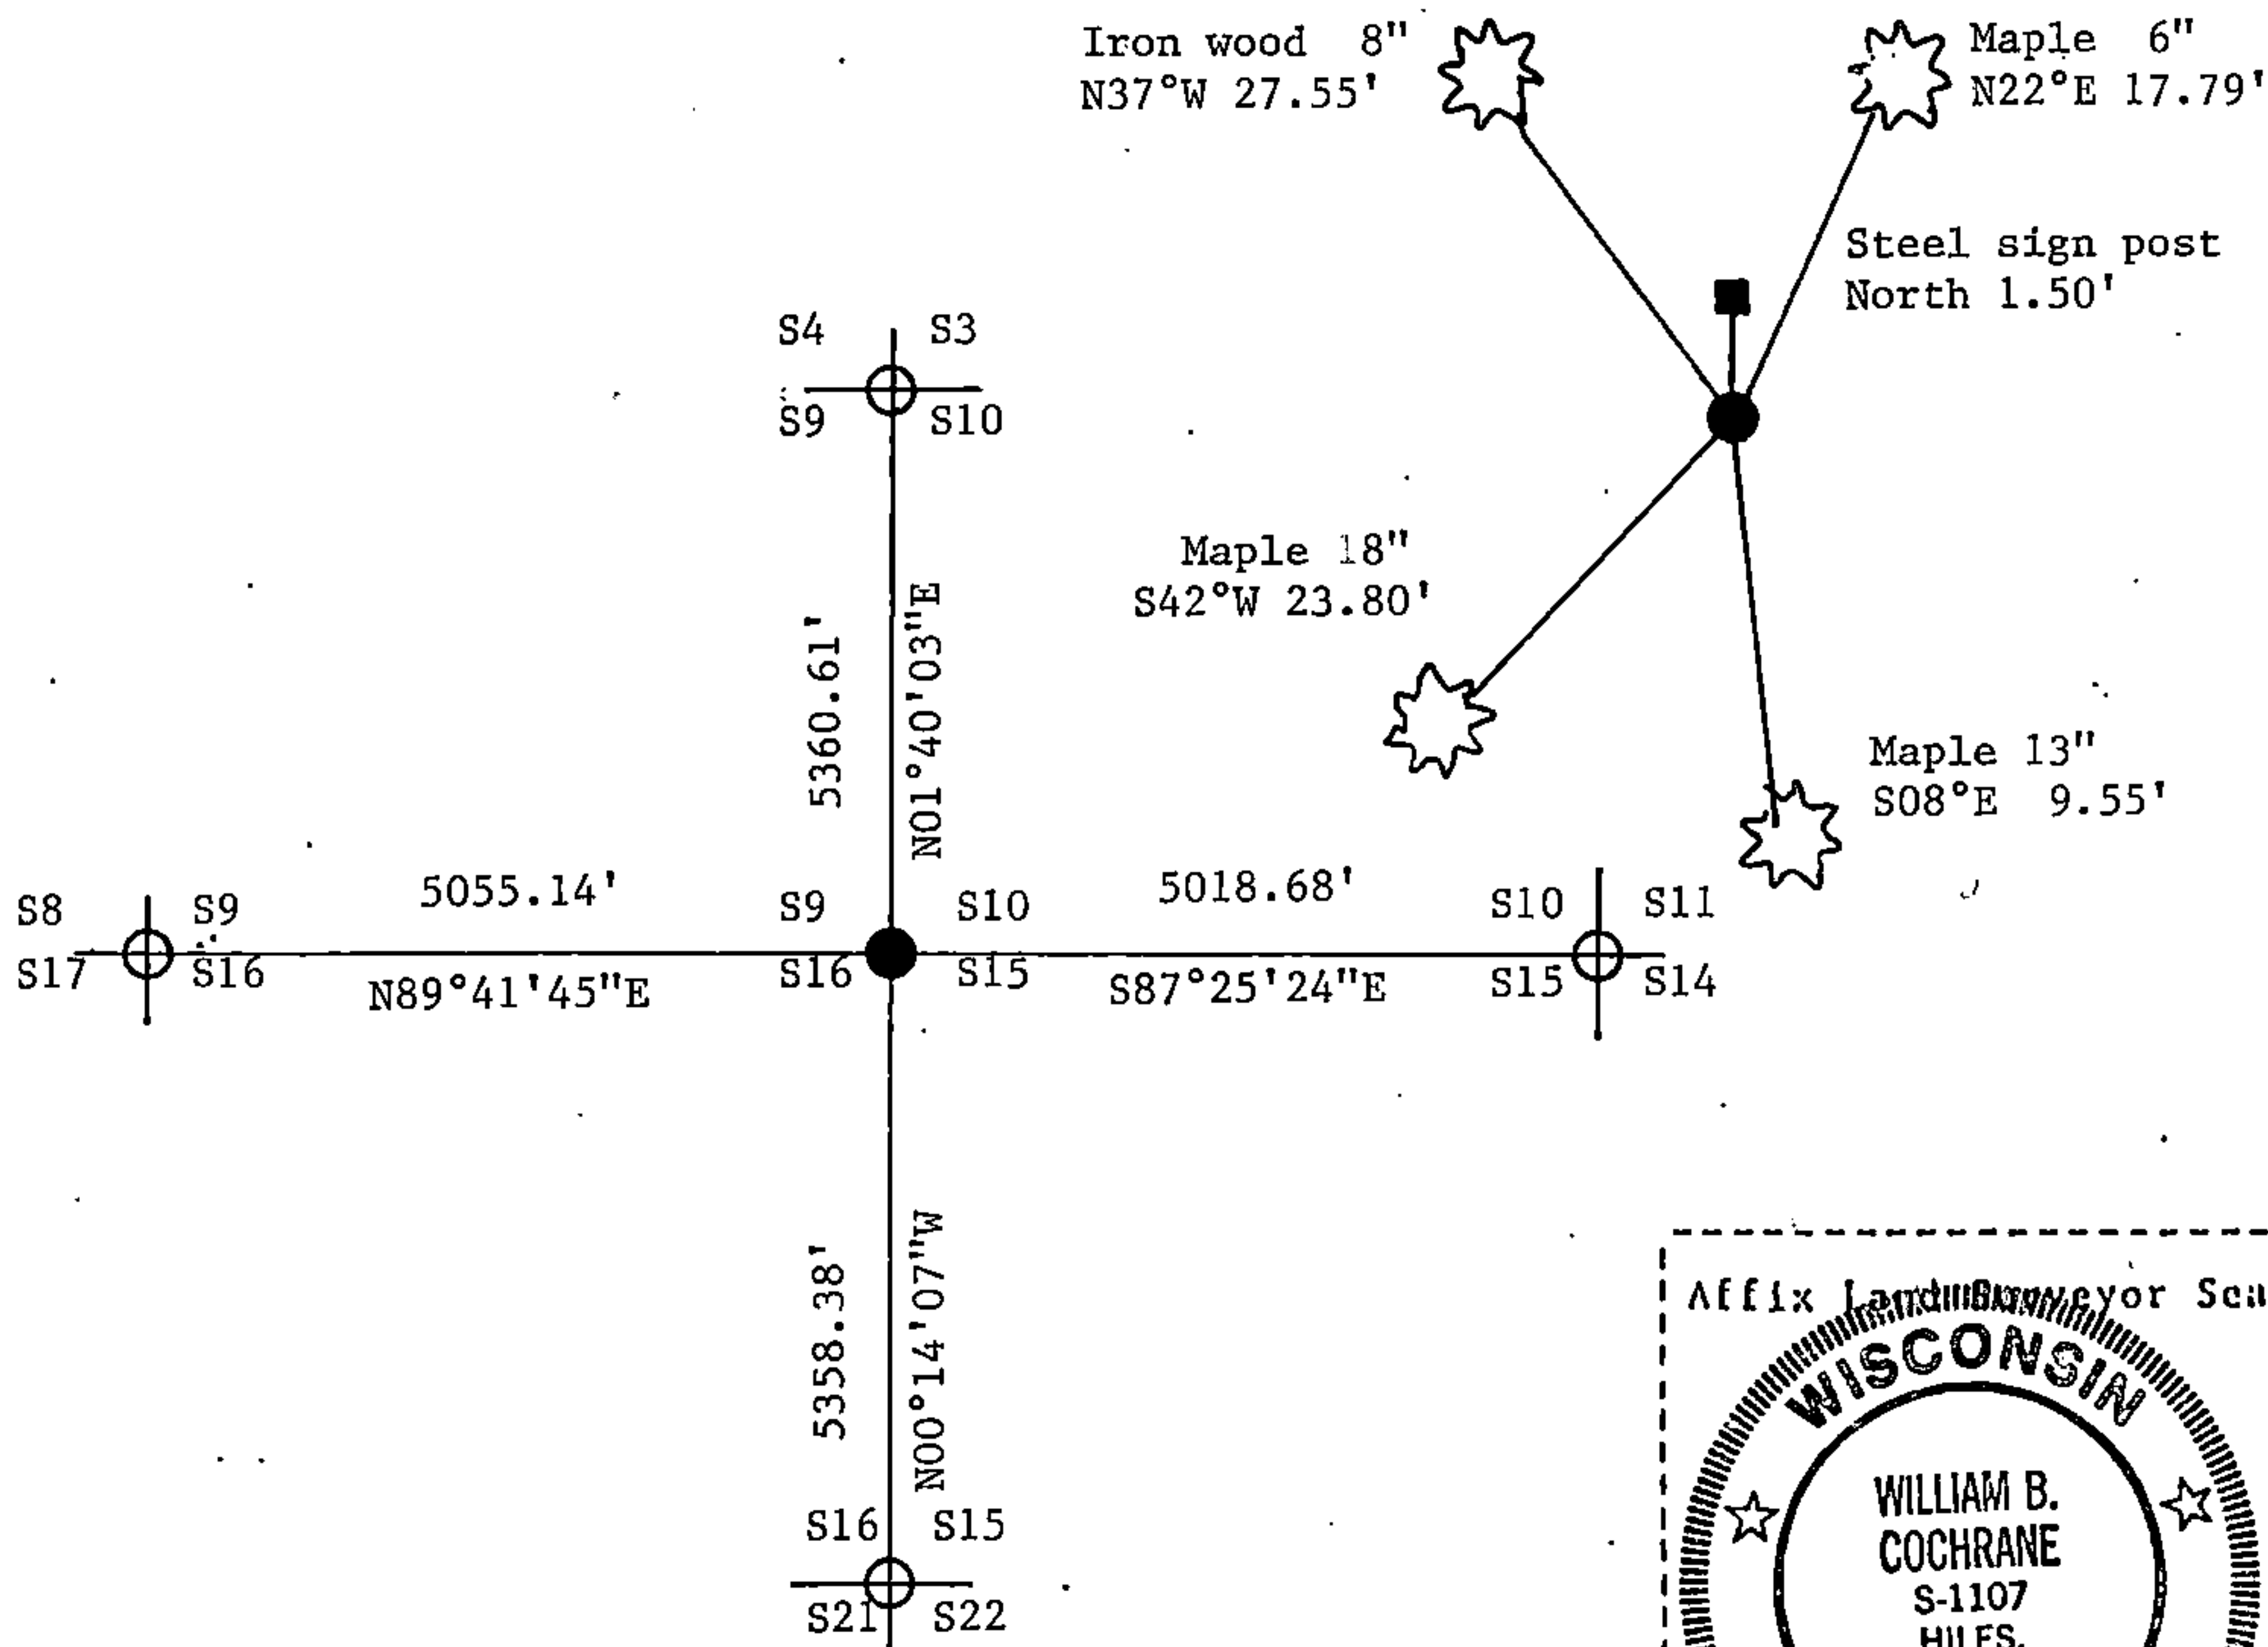 Iron wood 8"
N37°W 27.55'
Maple 6"
N22°E 17.79'
Steel sign post
North 1.50'
S4 S3
S9 S10
Maple 18"
S42°W 23.80'
5360.61'
N01°40'03"E
Maple 13"
S08°E 9.55'
S8 S9
5055.14'
S9 S10
5018.68'
S10 S11
S17 S16
N89°41'45"E
S16 S15
S87°25'24"E
S15 S14
5358.38'
N00°14'07"W
S16 S15
S21 S22
Affix Land Surveyor Sea
WISCONSIN
WILLIAM B.
COCHRANE
S-1107
HILES,